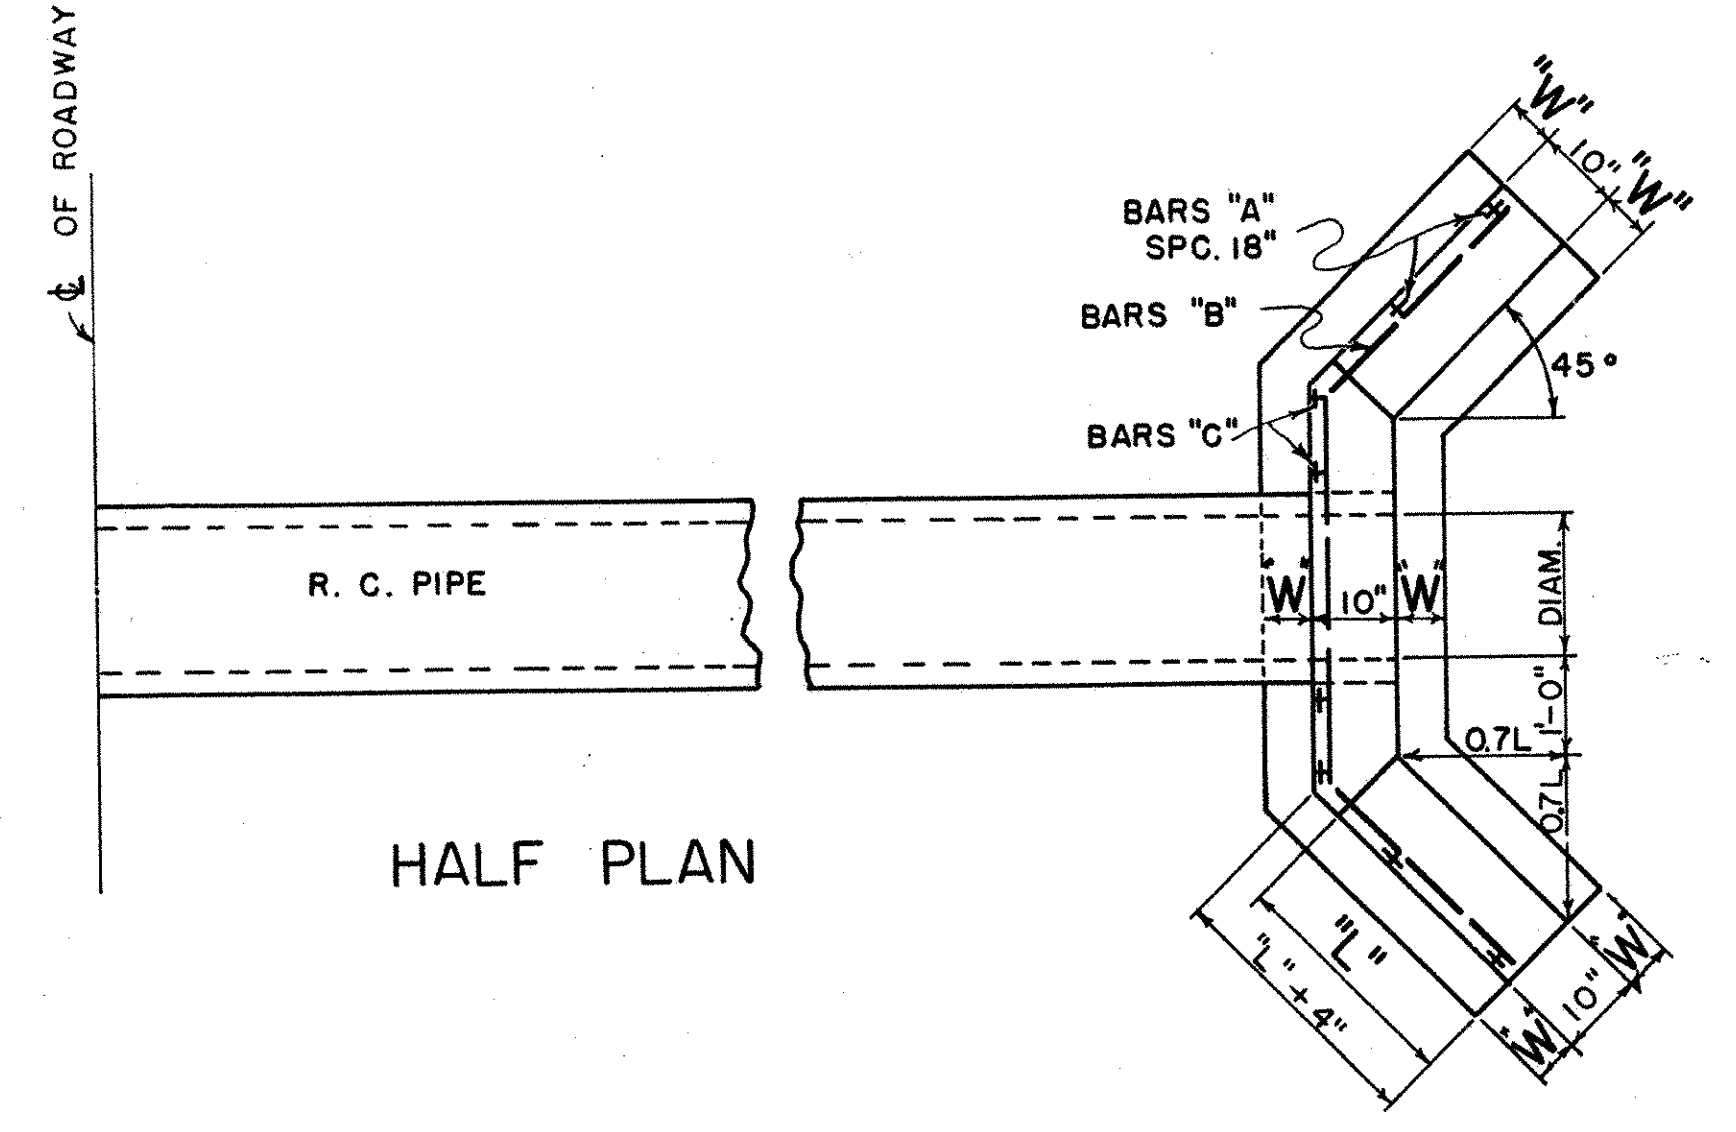 ℄ OF ROADWAY
"W"
10"
"W"
BARS "A"
SPC. 18"
BARS "B"
45°
BARS "C"
R. C. PIPE
"W"
10"
"W"
DIAM.
1'-0"
0.7L
0.7L
HALF PLAN
"L"
"L" + 4"
"W"
10"
"W"